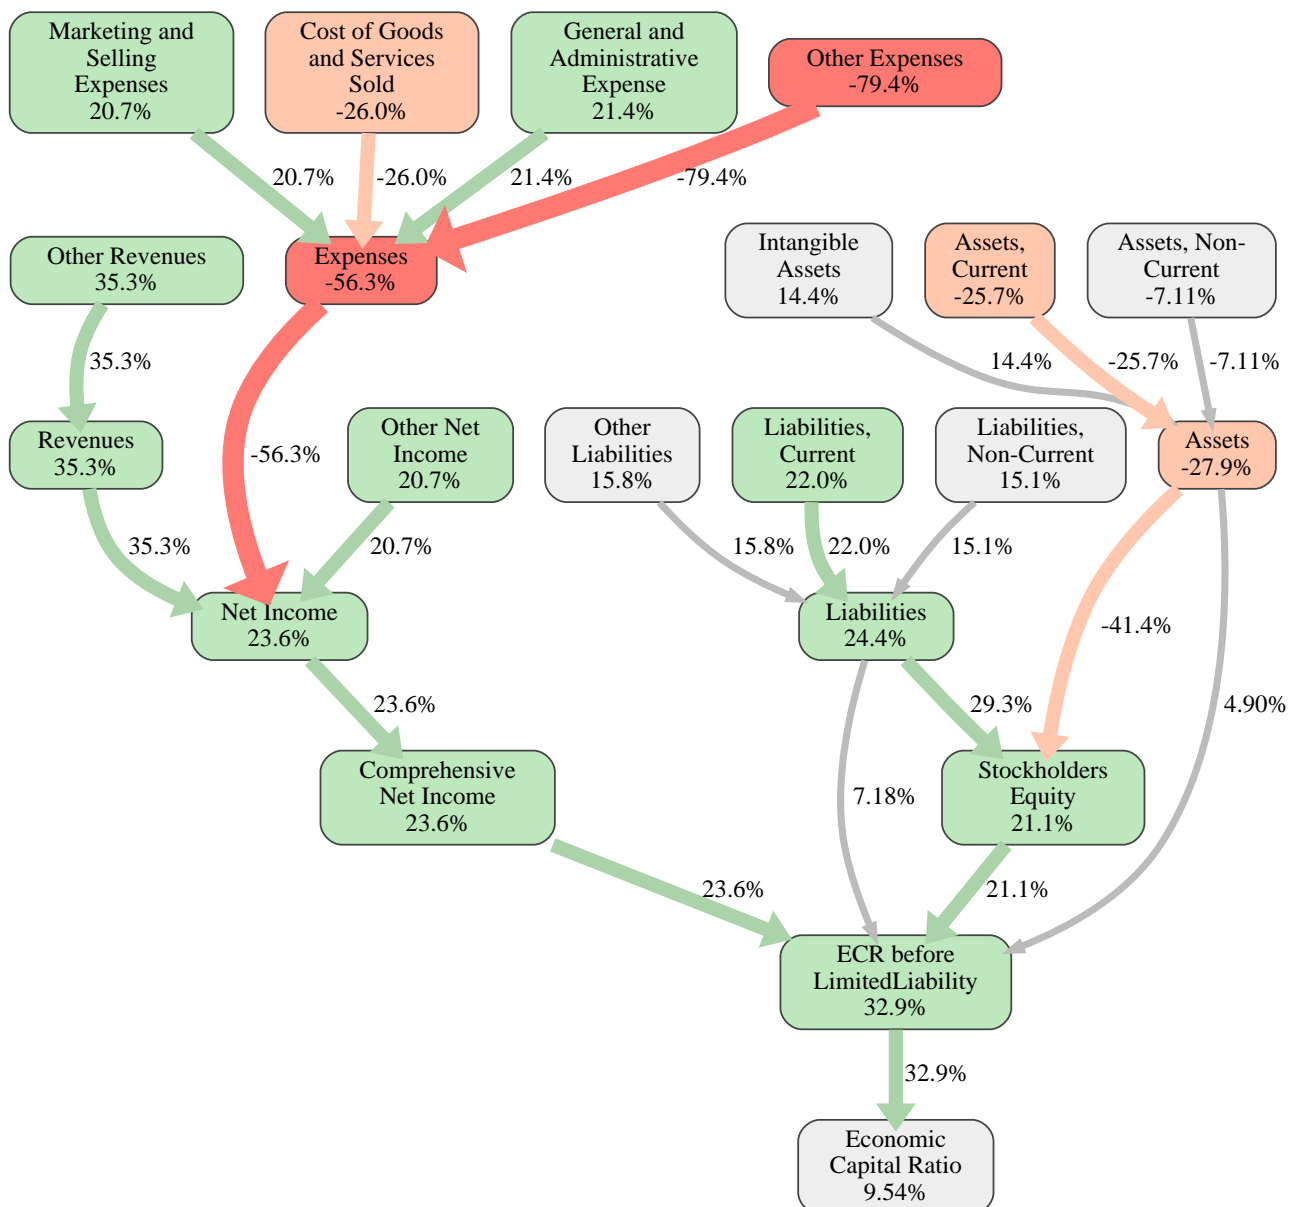 Marketing and
Selling
Expenses
20.7%
Cost of Goods
and Services
Sold
-26.0%
General and
Administrative
Expense
21.4%
Other Expenses
-79.4%
20.7%
-26.0%
21.4%
-79.4%
Other Revenues
35.3%
Expenses
-56.3%
Intangible
Assets
14.4%
Assets,
Current
-25.7%
Assets, Non-
Current
-7.11%
35.3%
14.4%
-25.7%
-7.11%
Revenues
35.3%
-56.3%
Other Net
Income
20.7%
Other
Liabilities
15.8%
Liabilities,
Current
22.0%
Liabilities,
Non-Current
15.1%
Assets
-27.9%
35.3%
20.7%
15.8%
22.0%
15.1%
Net Income
23.6%
Liabilities
24.4%
-41.4%
23.6%
29.3%
4.90%
Comprehensive
Net Income
23.6%
7.18%
Stockholders
Equity
21.1%
23.6%
21.1%
ECR before
LimitedLiability
32.9%
32.9%
Economic
Capital Ratio
9.54%